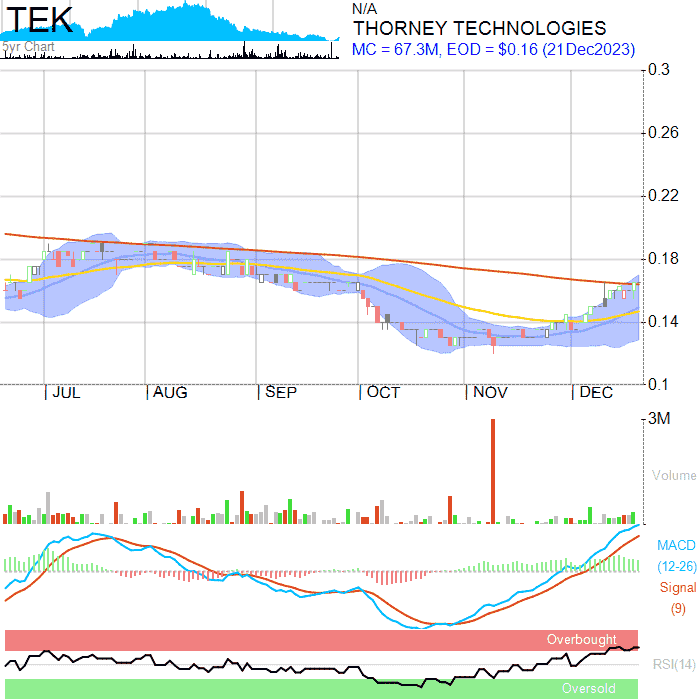 TEK
5yr Chart
N/A
THORNEY TECHNOLOGIES
MC = 67.3M, EOD = $0.16 (21Dec2023)
0.3
0.26
0.22
0.18
0.14
0.1
JUL AUG SEP OCT NOV DEC
3M
Volume
MACD
(12-26)
Signal
(9)
Overbought
RSI(14)
Oversold